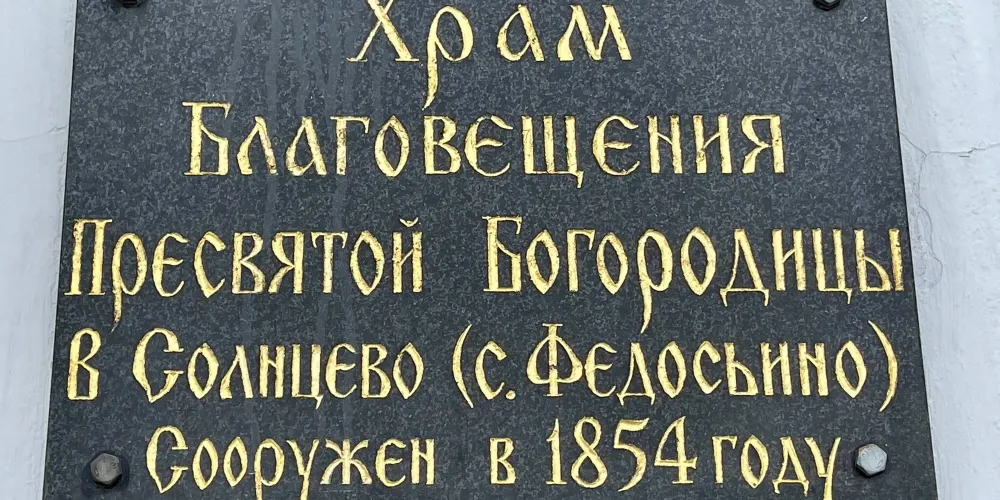 Храм
Благовещения
Пресвятой Богородицы
в Солнцево (с. Федосьино)
Сооружен в 1854 году